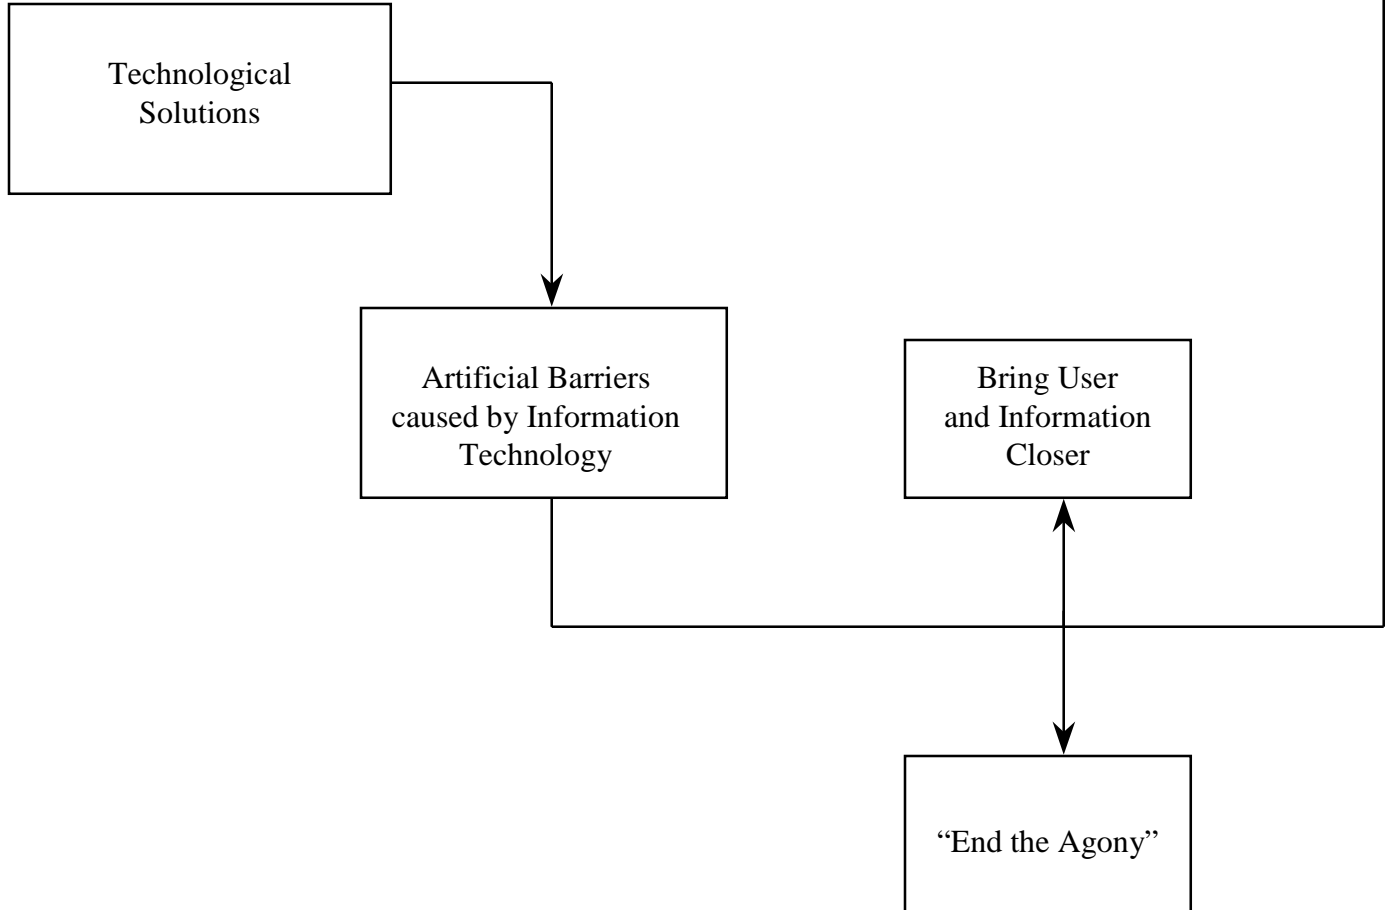 Technological
Solutions
Artificial Barriers
caused by Information
Technology
Bring User
and Information
Closer
“End the Agony”